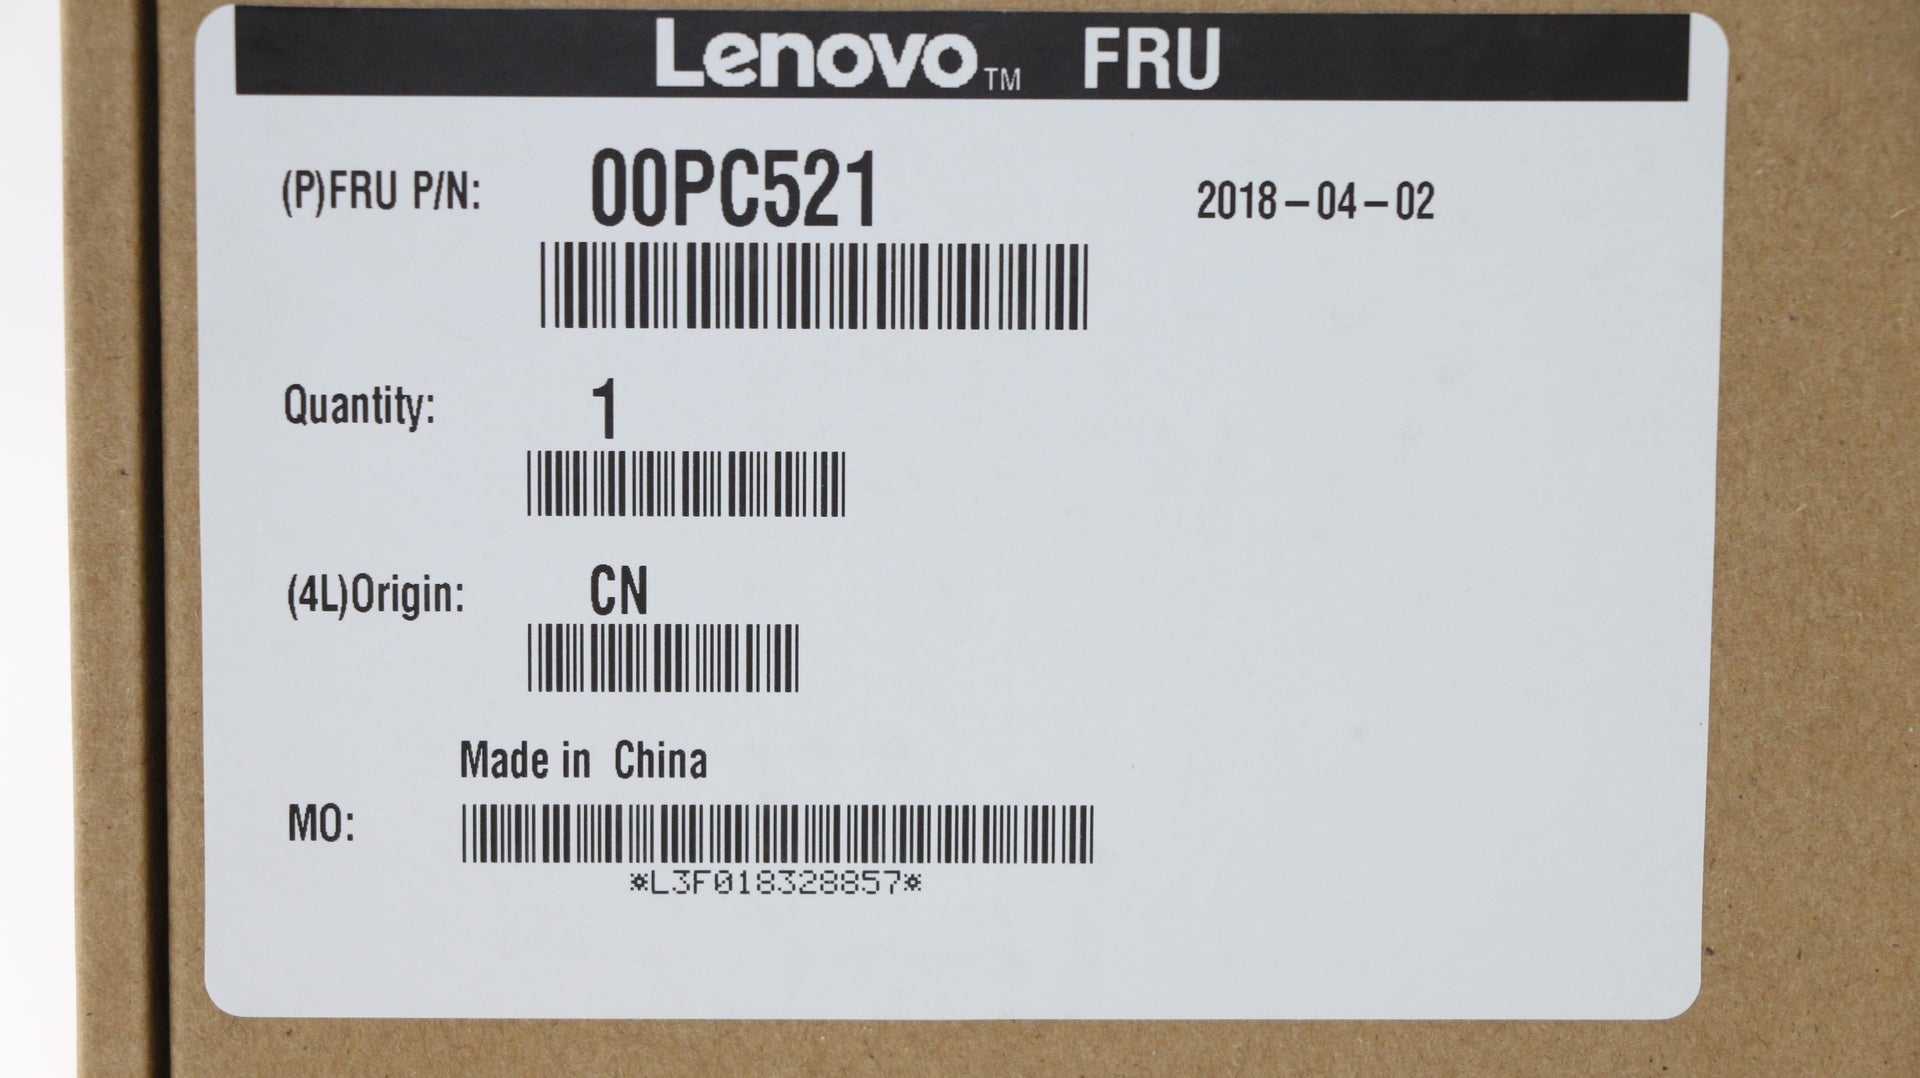 Lenovo™ FRU
(P)FRU P/N: 00PC521 2018-04-02
Quantity: 1
(4L)Origin: CN
Made in China
MO:
*L3F018328857*